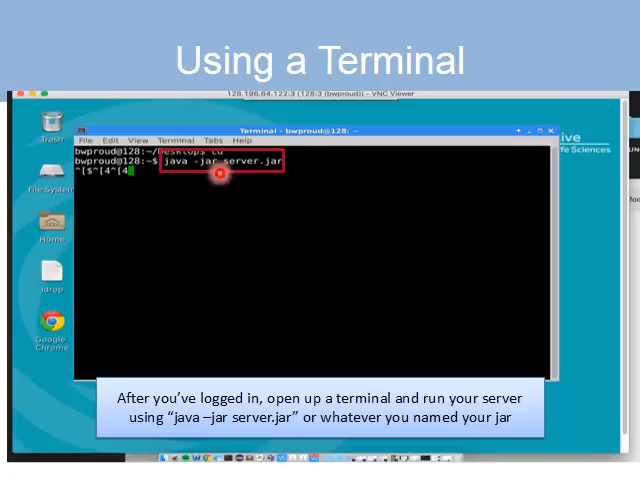 Using a Terminal
128.196.64.122:3 (128:3 (bwproud)) - VNC Viewer
Terminal - bwproud@128: ~
File Edit View Terminal Tabs Help
bwproud@128:~/Desktop$ cd
bwproud@128:~$ java -jar server.jar
^[$^[4^[4
Trash
File System
Home
idrop
Google
Chrome
ive
fe Sciences
After you’ve logged in, open up a terminal and run your server
using “java –jar server.jar” or whatever you named your jar